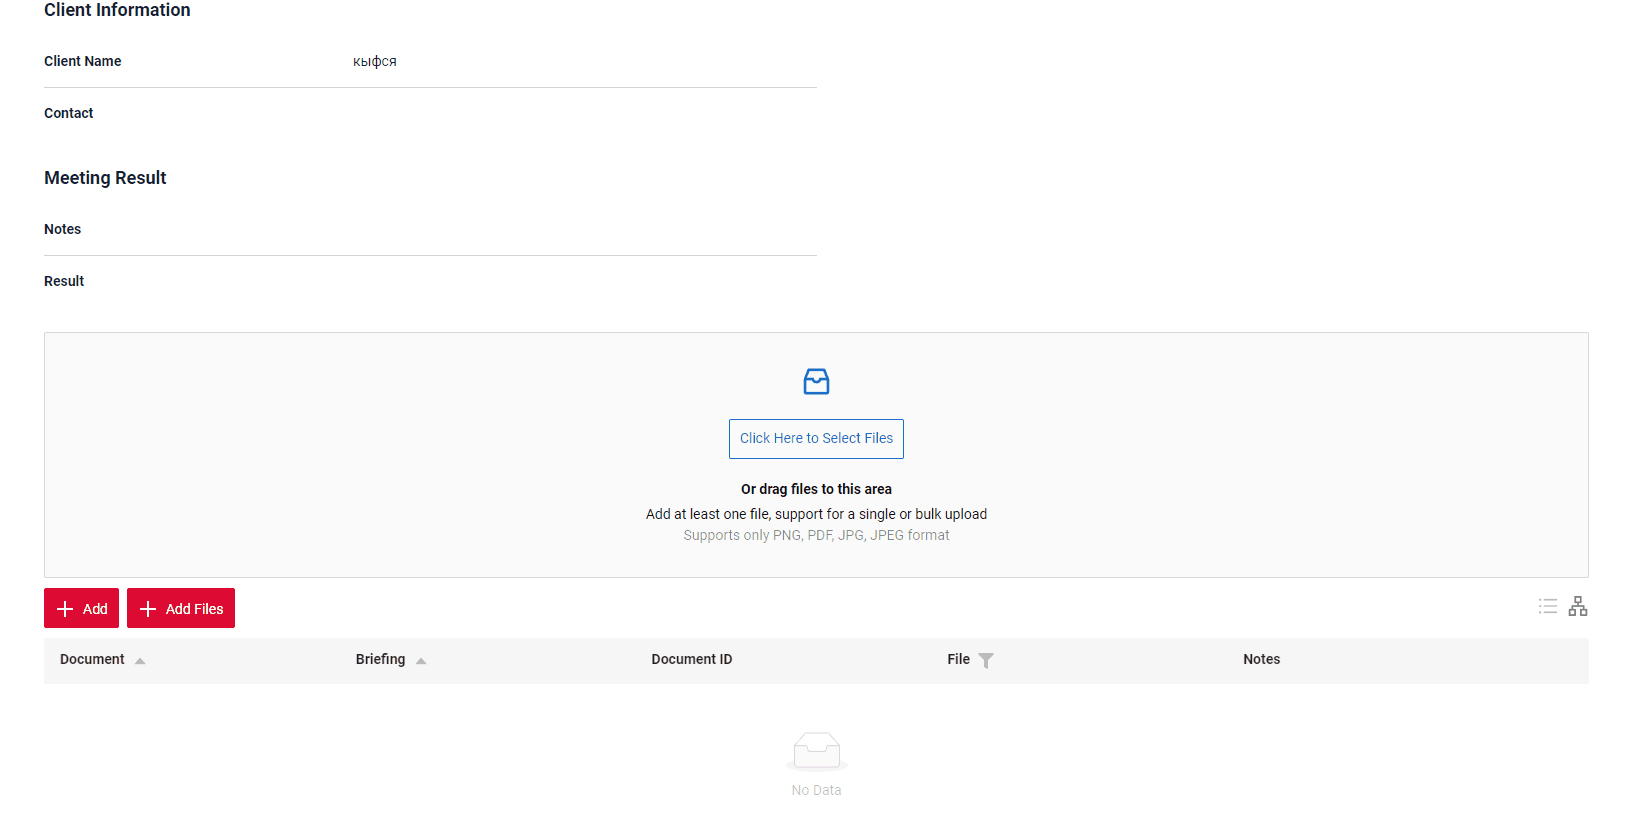 Client Information
Client Name кыфся
Contact
Meeting Result
Notes
Result
Click Here to Select Files
Or drag files to this area
Add at least one file, support for a single or bulk upload
Supports only PNG, PDF, JPG, JPEG format
Add Add Files
Document Briefing Document ID File Notes
No Data